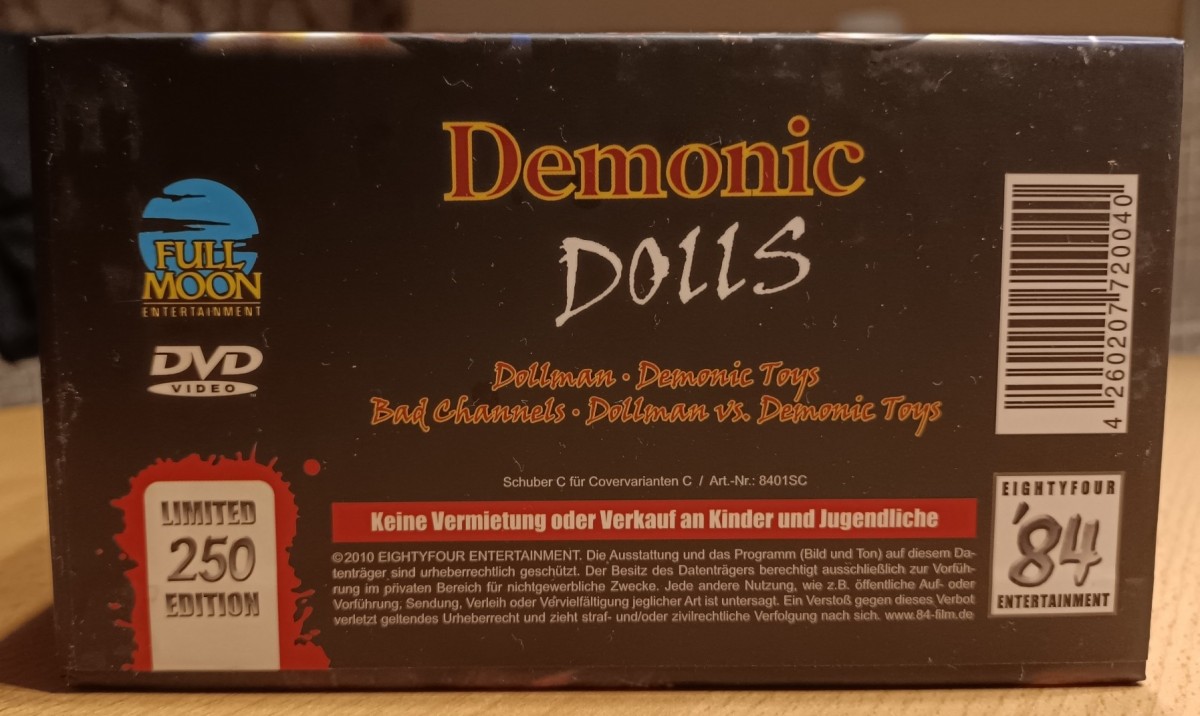 Demonic
DOLLS
FULL
MOON
ENTERTAINMENT
DVD
VIDEO
Dollman · Demonic Toys
Bad Channels · Dollman vs. Demonic Toys
4 260207 720040
Schuber C für Covervarianten C / Art.-Nr.: 8401SC
LIMITED
250
EDITION
Keine Vermietung oder Verkauf an Kinder und Jugendliche
©2010 EIGHTYFOUR ENTERTAINMENT. Die Ausstattung und das Programm (Bild und Ton) auf diesem Da-
tenträger sind urheberrechtlich geschützt. Der Besitz des Datenträgers berechtigt ausschließlich zur Vorfüh-
rung im privaten Bereich für nichtgewerbliche Zwecke. Jede andere Nutzung, wie z.B. öffentliche Auf- oder
Vorführung, Sendung, Verleih oder Vervielfältigung jeglicher Art ist untersagt. Ein Verstoß gegen dieses Verbot
verletzt geltendes Urheberrecht und zieht straf- und/oder zivilrechtliche Verfolgung nach sich. www.84-film.de
EIGHTYFOUR
'84
ENTERTAINMENT